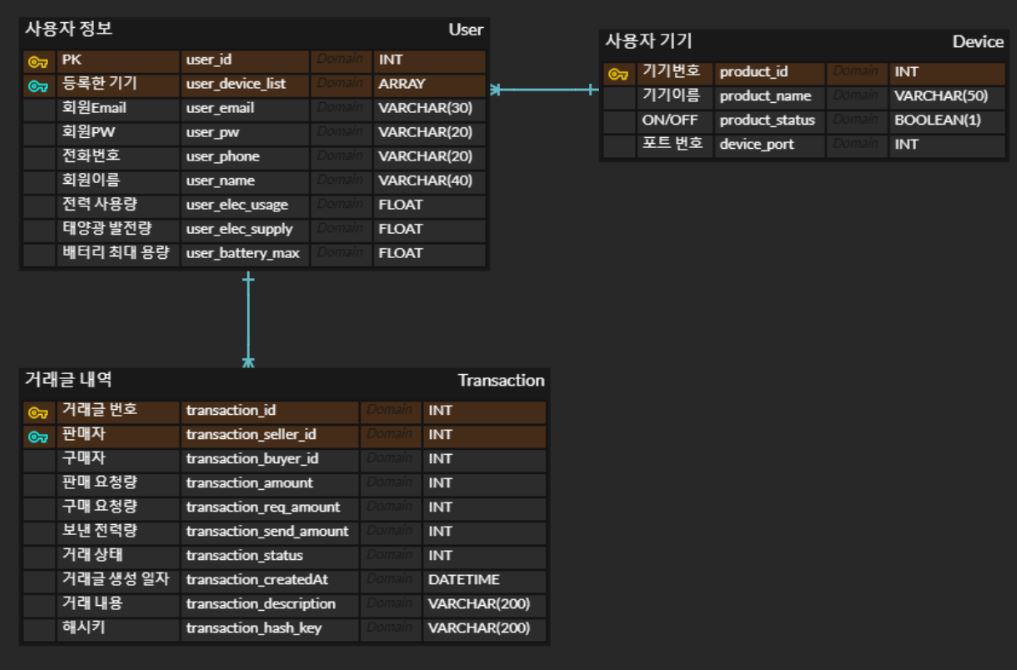 사용자 정보 User
PK user_id Domain INT
등록한 기기 user_device_list Domain ARRAY
회원Email user_email Domain VARCHAR(30)
회원PW user_pw Domain VARCHAR(20)
전화번호 user_phone Domain VARCHAR(20)
회원이름 user_name Domain VARCHAR(40)
전력 사용량 user_elec_usage Domain FLOAT
태양광 발전량 user_elec_supply Domain FLOAT
배터리 최대 용량 user_battery_max Domain FLOAT
사용자 기기 Device
기기번호 product_id Domain INT
기기이름 product_name Domain VARCHAR(50)
ON/OFF product_status Domain BOOLEAN(1)
포트 번호 device_port Domain INT
거래글 내역 Transaction
거래글 번호 transaction_id Domain INT
판매자 transaction_seller_id Domain INT
구매자 transaction_buyer_id Domain INT
판매 요청량 transaction_amount Domain INT
구매 요청량 transaction_req_amount Domain INT
보낸 전력량 transaction_send_amount Domain INT
거래 상태 transaction_status Domain INT
거래글 생성 일자 transaction_createdAt Domain DATETIME
거래 내용 transaction_description Domain VARCHAR(200)
해시키 transaction_hash_key Domain VARCHAR(200)